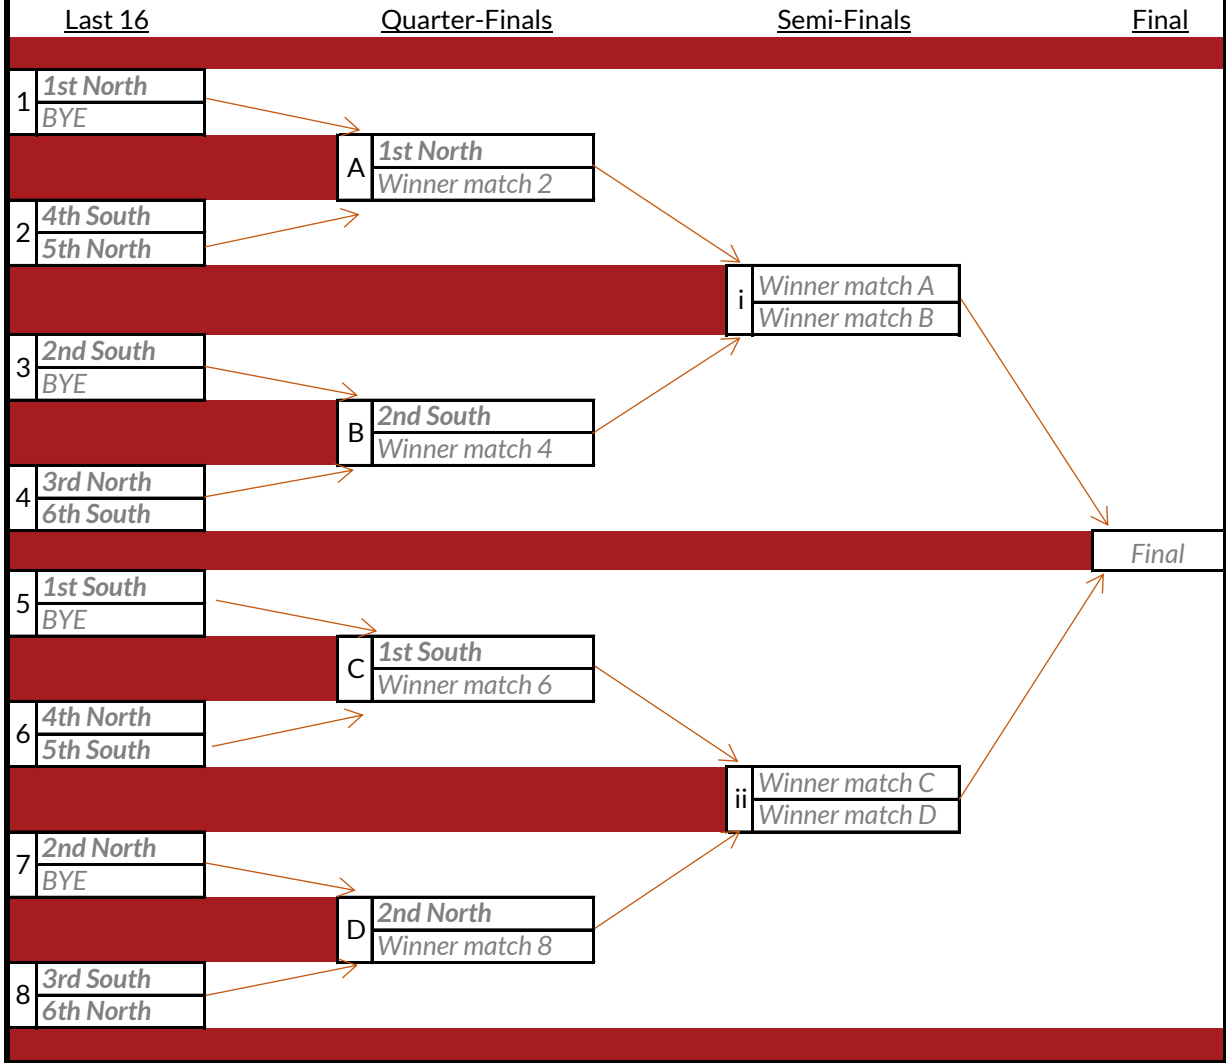 Last 16
Quarter-Finals
Semi-Finals
Final
1
1st North
BYE
A
1st North
Winner match 2
2
4th South
5th North
i
Winner match A
Winner match B
3
2nd South
BYE
B
2nd South
Winner match 4
4
3rd North
6th South
Final
5
1st South
BYE
C
1st South
Winner match 6
6
4th North
5th South
ii
Winner match C
Winner match D
7
2nd North
BYE
D
2nd North
Winner match 8
8
3rd South
6th North